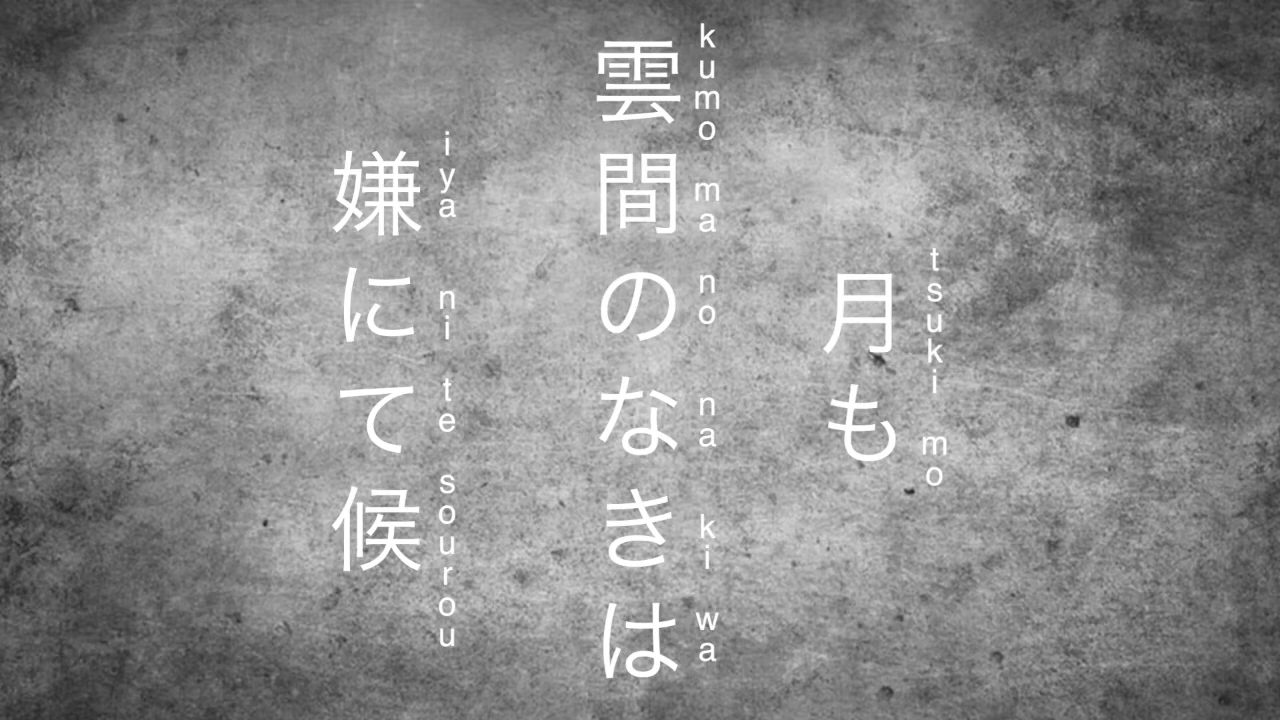 月も
tsuki mo
雲間のなきは
kumo ma no na ki wa
嫌にて候
iya ni te sourou